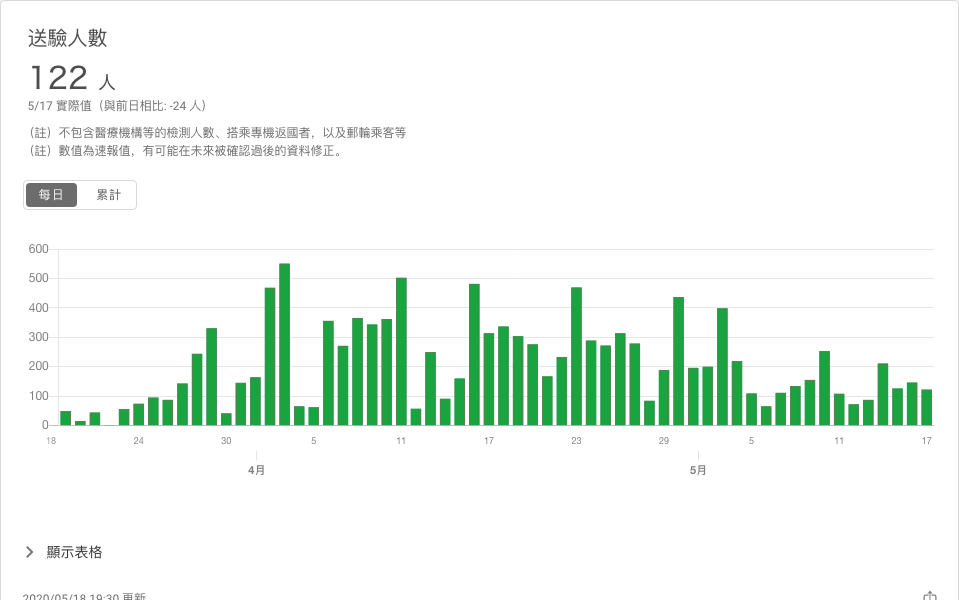 送驗人數
122 人
5/17 實際值（與前日相比: -24 人）
（註）不包含醫療機構等的檢測人數、搭乘專機返國者，以及郵輪乘客等
（註）數值為速報值，有可能在未來被確認過後的資料修正。
每日 累計
600
500
400
300
200
100
0
18 24 30 5 11 17 23 29 5 11 17
4月 5月
顯示表格
2020/05/18 19:30 更新